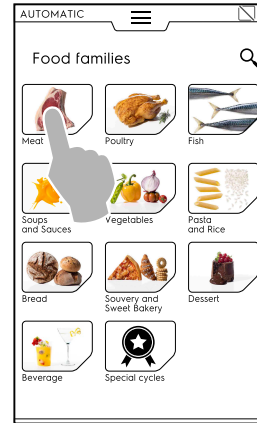 AUTOMATIC
Food families
Meat
Poultry
Fish
Soups
and Sauces
Vegetables
Pasta
and Rice
Bread
Souvery and
Sweet Bakery
Dessert
Beverage
Special cycles